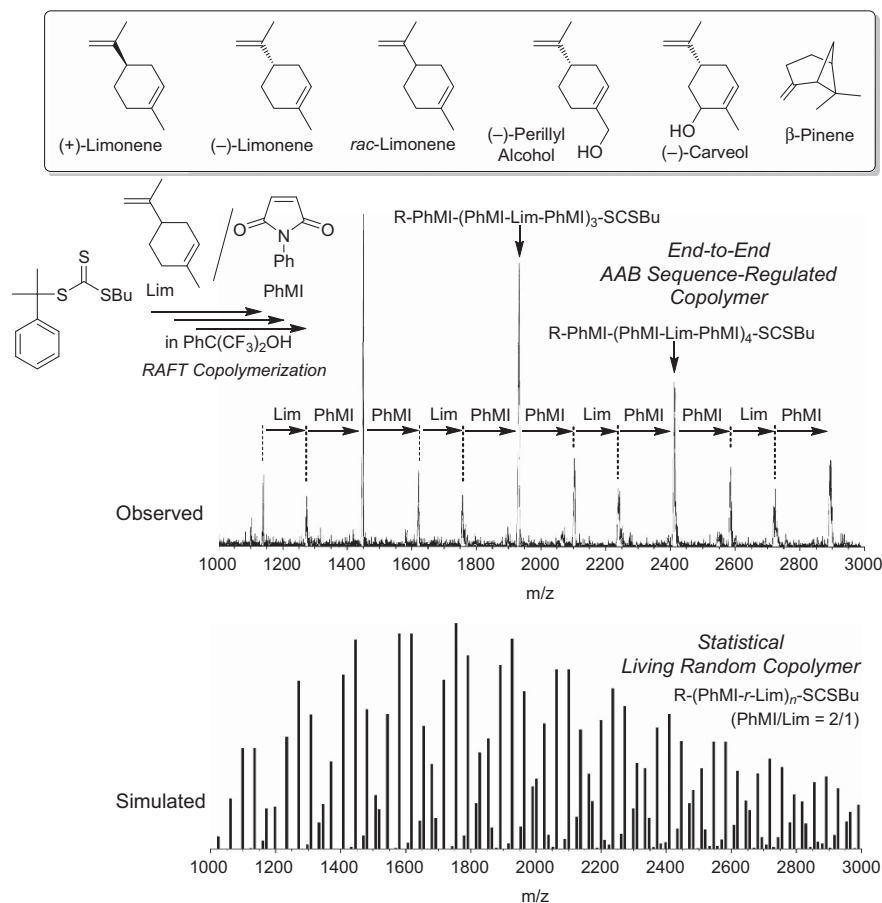 (+)-Limonene
(–)-Limonene
rac-Limonene
(–)-Perillyl
Alcohol
HO
HO
(–)-Carveol
β-Pinene
Lim
O
N
O
Ph
PhMI
S
S
SBu
in PhC(CF3)2OH
RAFT Copolymerization
R-PhMI-(PhMI-Lim-PhMI)3-SCSBu
End-to-End
AAB Sequence-Regulated
Copolymer
R-PhMI-(PhMI-Lim-PhMI)4-SCSBu
Lim PhMI PhMI Lim PhMI PhMI Lim PhMI PhMI Lim PhMI
Observed
1000 1200 1400 1600 1800 2000 2200 2400 2600 2800 3000
m/z
Statistical
Living Random Copolymer
R-(PhMI-r-Lim)n-SCSBu
(PhMI/Lim = 2/1)
Simulated
1000 1200 1400 1600 1800 2000 2200 2400 2600 2800 3000
m/z